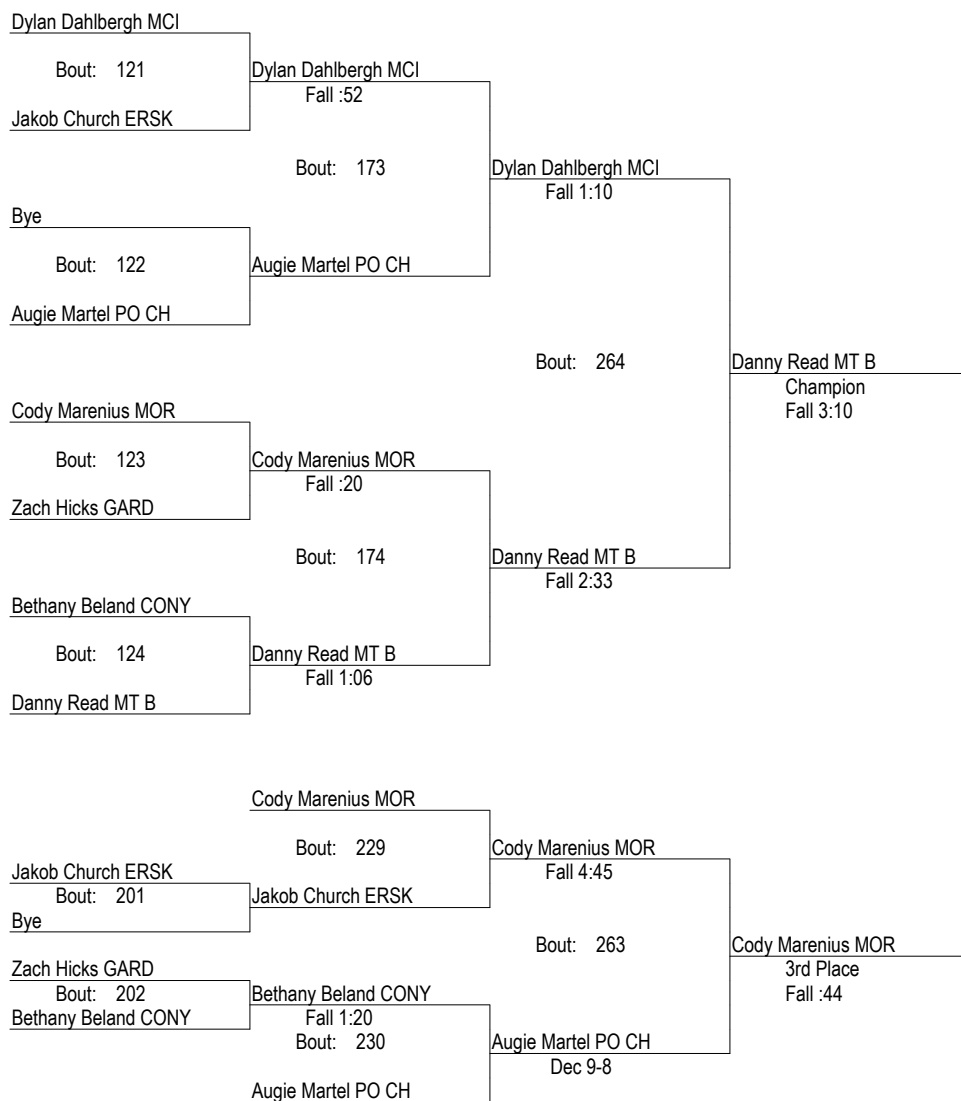 Dylan Dahlbergh MCI
Bout: 121
Dylan Dahlbergh MCI
Fall :52
Jakob Church ERSK
Bout: 173
Dylan Dahlbergh MCI
Fall 1:10
Bye
Bout: 122
Augie Martel PO CH
Augie Martel PO CH
Bout: 264
Danny Read MT B
Champion
Fall 3:10
Cody Marenius MOR
Bout: 123
Cody Marenius MOR
Fall :20
Zach Hicks GARD
Bout: 174
Danny Read MT B
Fall 2:33
Bethany Beland CONY
Bout: 124
Danny Read MT B
Fall 1:06
Danny Read MT B
Cody Marenius MOR
Bout: 229
Cody Marenius MOR
Fall 4:45
Jakob Church ERSK
Bout: 201
Jakob Church ERSK
Bye
Bout: 263
Cody Marenius MOR
3rd Place
Fall :44
Zach Hicks GARD
Bout: 202
Bethany Beland CONY
Bethany Beland CONY
Fall 1:20
Bout: 230
Augie Martel PO CH
Dec 9-8
Augie Martel PO CH